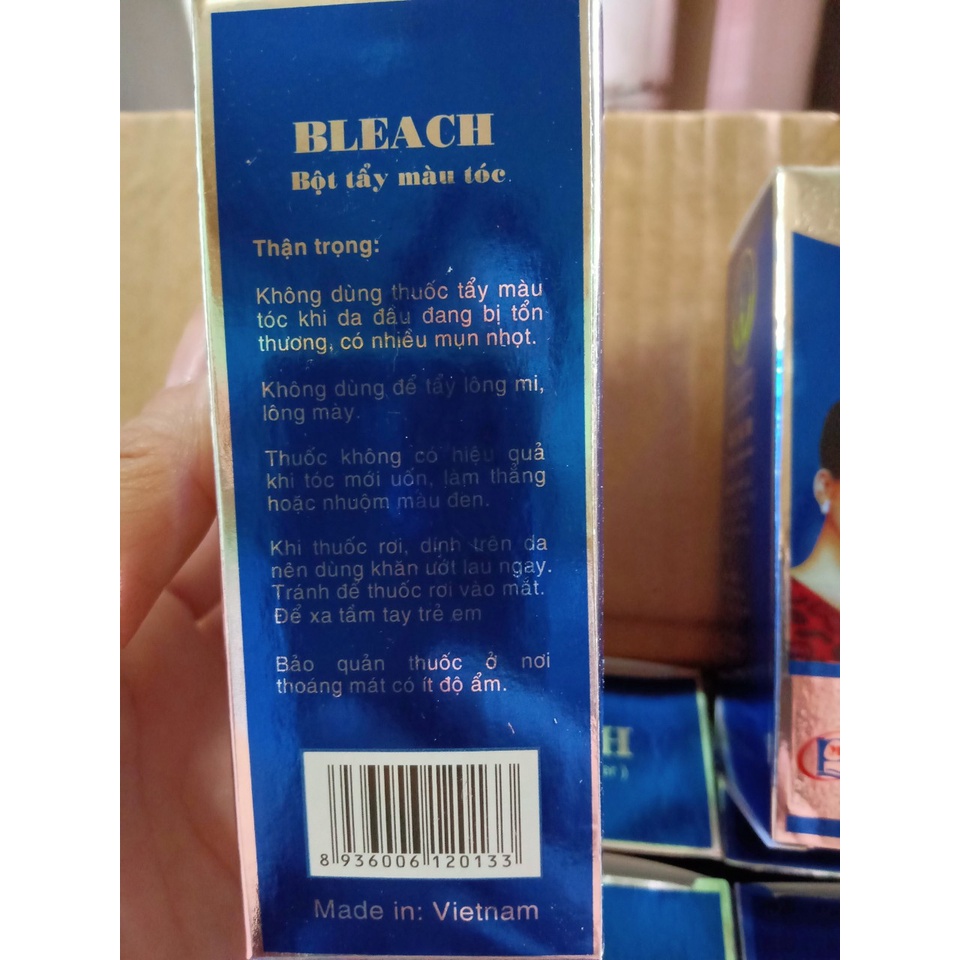 BLEACH
Bột tẩy màu tóc
Thận trọng:
Không dùng thuốc tẩy màu
tóc khi da đầu đang bị tổn
thương, có nhiều mụn nhọt.
Không dùng để tẩy lông mi,
lông mày.
Thuốc không có hiệu quả
khi tóc mới uốn, làm thẳng
hoặc nhuộm màu đen.
Khi thuốc rơi, dính trên da
nên dùng khăn ướt lau ngay.
Tránh để thuốc rơi vào mắt.
Để xa tầm tay trẻ em
Bảo quản thuốc ở nơi
thoáng mát có ít độ ẩm.
8 936006 120133
Made in: Vietnam
H